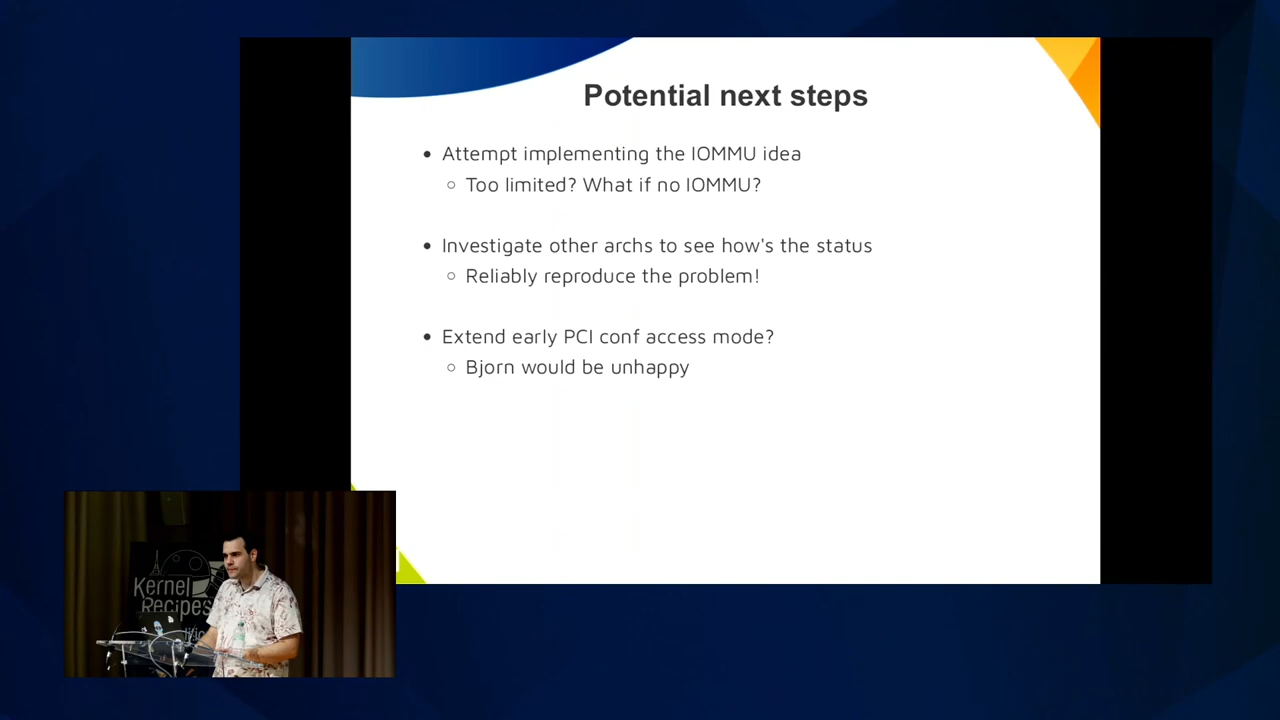 Potential next steps
Attempt implementing the IOMMU idea
Too limited? What if no IOMMU?
Investigate other archs to see how's the status
Reliably reproduce the problem!
Extend early PCI conf access mode?
Bjorn would be unhappy
Kernel
Recipes